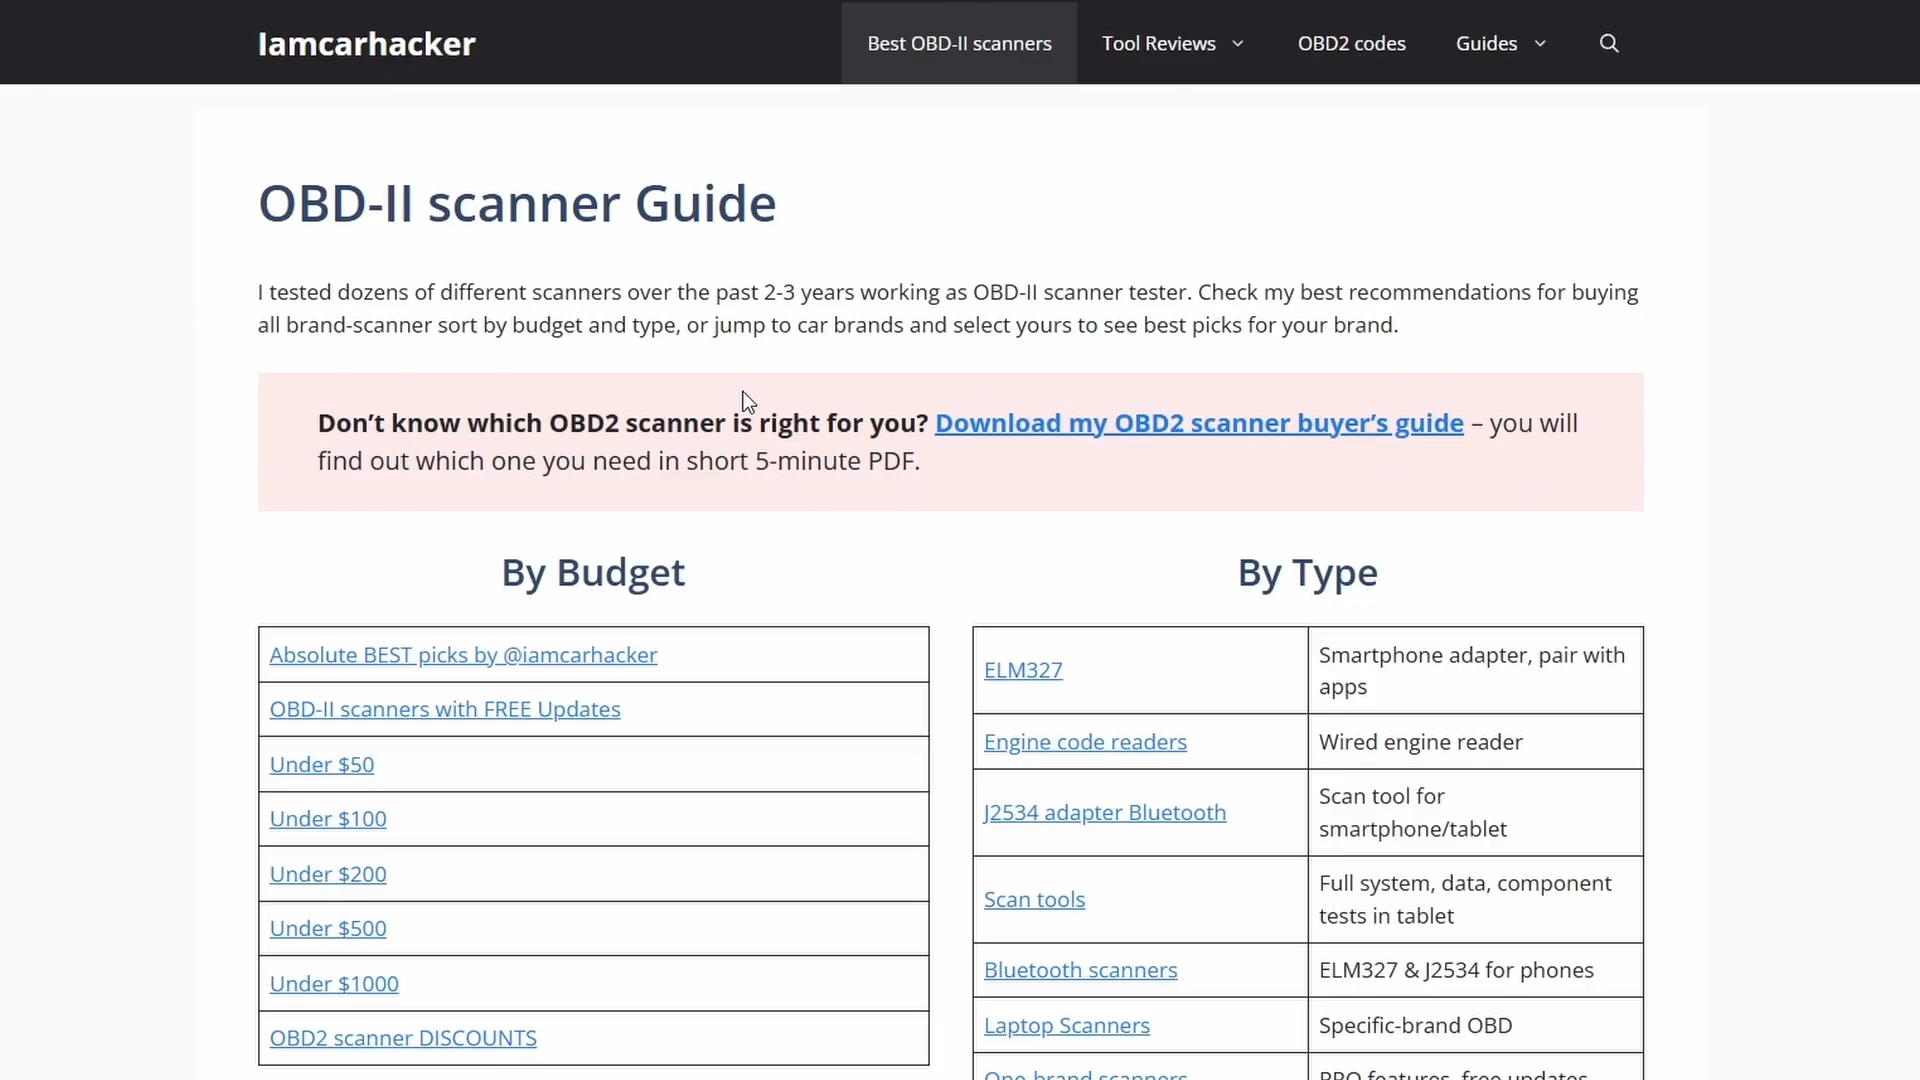 Iamcarhacker
Best OBD-II scanners
Tool Reviews
OBD2 codes
Guides
OBD-II scanner Guide
I tested dozens of different scanners over the past 2-3 years working as OBD-II scanner tester. Check my best recommendations for buying
all brand-scanner sort by budget and type, or jump to car brands and select yours to see best picks for your brand.
Don’t know which OBD2 scanner is right for you? Download my OBD2 scanner buyer’s guide – you will
find out which one you need in short 5-minute PDF.
By Budget
Absolute BEST picks by @iamcarhacker
OBD-II scanners with FREE Updates
Under $50
Under $100
Under $200
Under $500
Under $1000
OBD2 scanner DISCOUNTS
By Type
ELM327
Smartphone adapter, pair with
apps
Engine code readers
Wired engine reader
J2534 adapter Bluetooth
Scan tool for
smartphone/tablet
Scan tools
Full system, data, component
tests in tablet
Bluetooth scanners
ELM327 & J2534 for phones
Laptop Scanners
Specific-brand OBD
One-brand scanners
PRO features, free updates